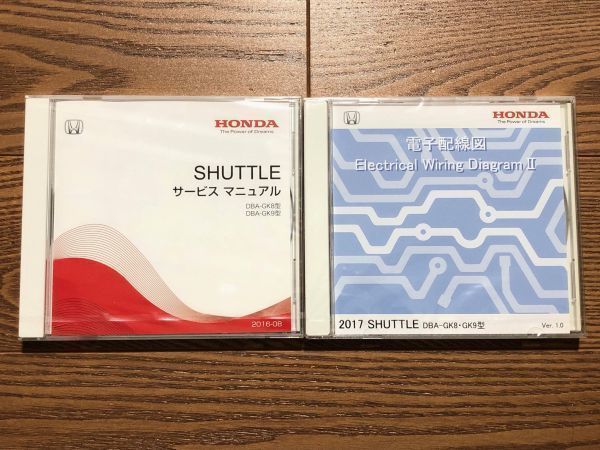 HONDA
The Power of Dreams
SHUTTLE
サービス マニュアル
DBA-GK8型
DBA-GK9型
2016-08
HONDA
The Power of Dreams
電子配線図
Electrical Wiring Diagram II
2017 SHUTTLE DBA-GK8・GK9型
Ver. 1.0